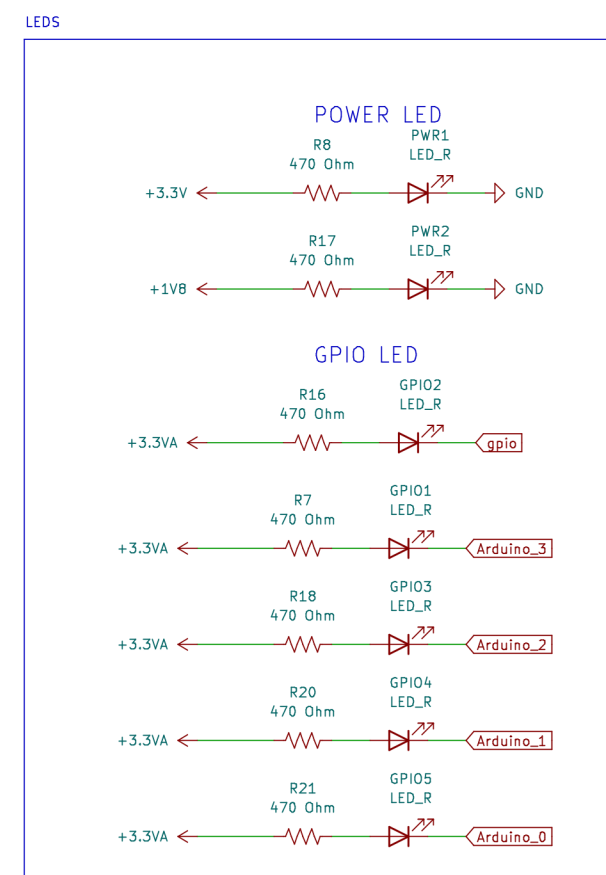 LEDS
POWER LED
PWR1
R8
LED_R
470 Ohm
+3.3V
GND
PWR2
R17
LED_R
470 Ohm
+1V8
GND
GPIO LED
GPIO2
R16
LED_R
470 Ohm
+3.3VA
gpio
GPIO1
R7
LED_R
470 Ohm
+3.3VA
Arduino_3
GPIO3
R18
LED_R
470 Ohm
+3.3VA
Arduino_2
GPIO4
R20
LED_R
470 Ohm
+3.3VA
Arduino_1
GPIO5
R21
LED_R
470 Ohm
+3.3VA
Arduino_0